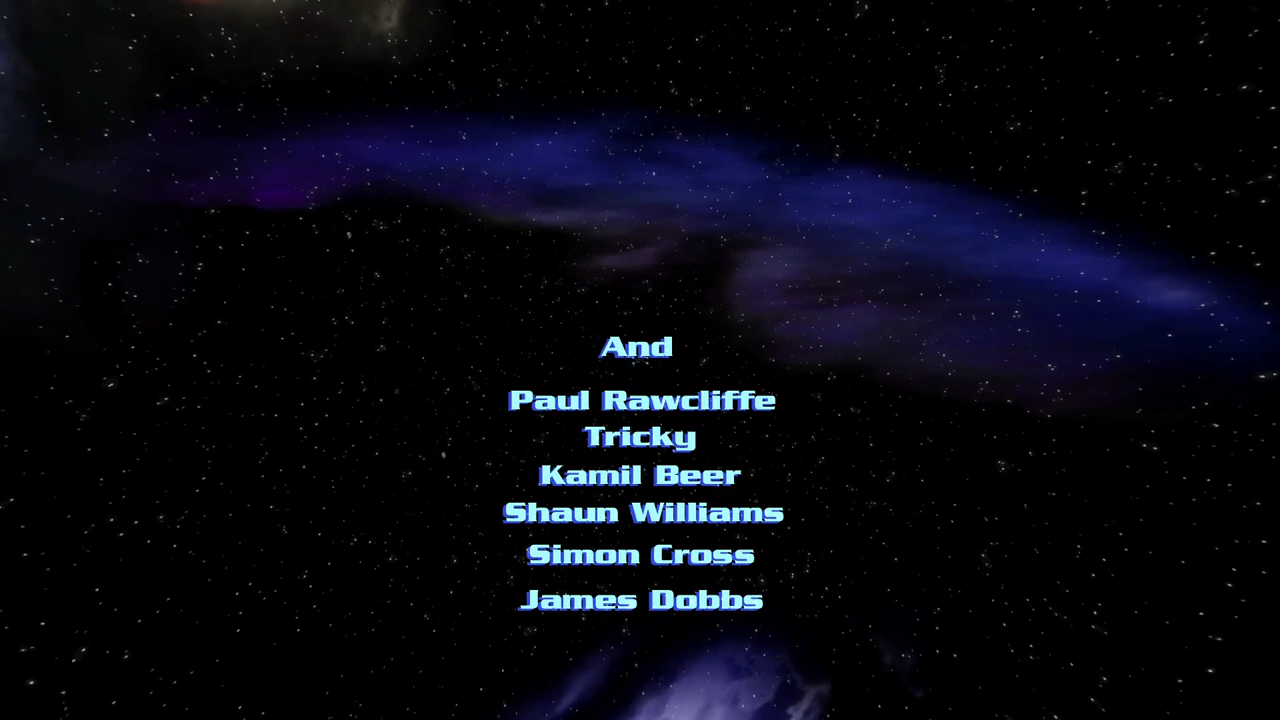 And
Paul Rawcliffe
Tricky
Kamil Beer
Shaun Williams
Simon Cross
James Dobbs